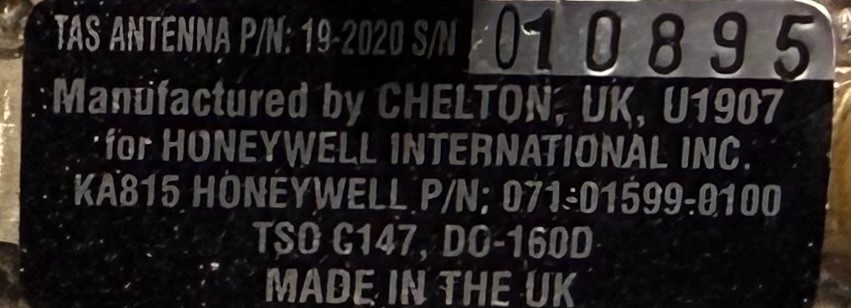 TAS ANTENNA P/N: 19-2020 S/N 010895
Manufactured by CHELTON, UK, U1907
for HONEYWELL INTERNATIONAL INC.
KA815 HONEYWELL P/N: 071-01599-0100
TSO C147, DO-160D
MADE IN THE UK